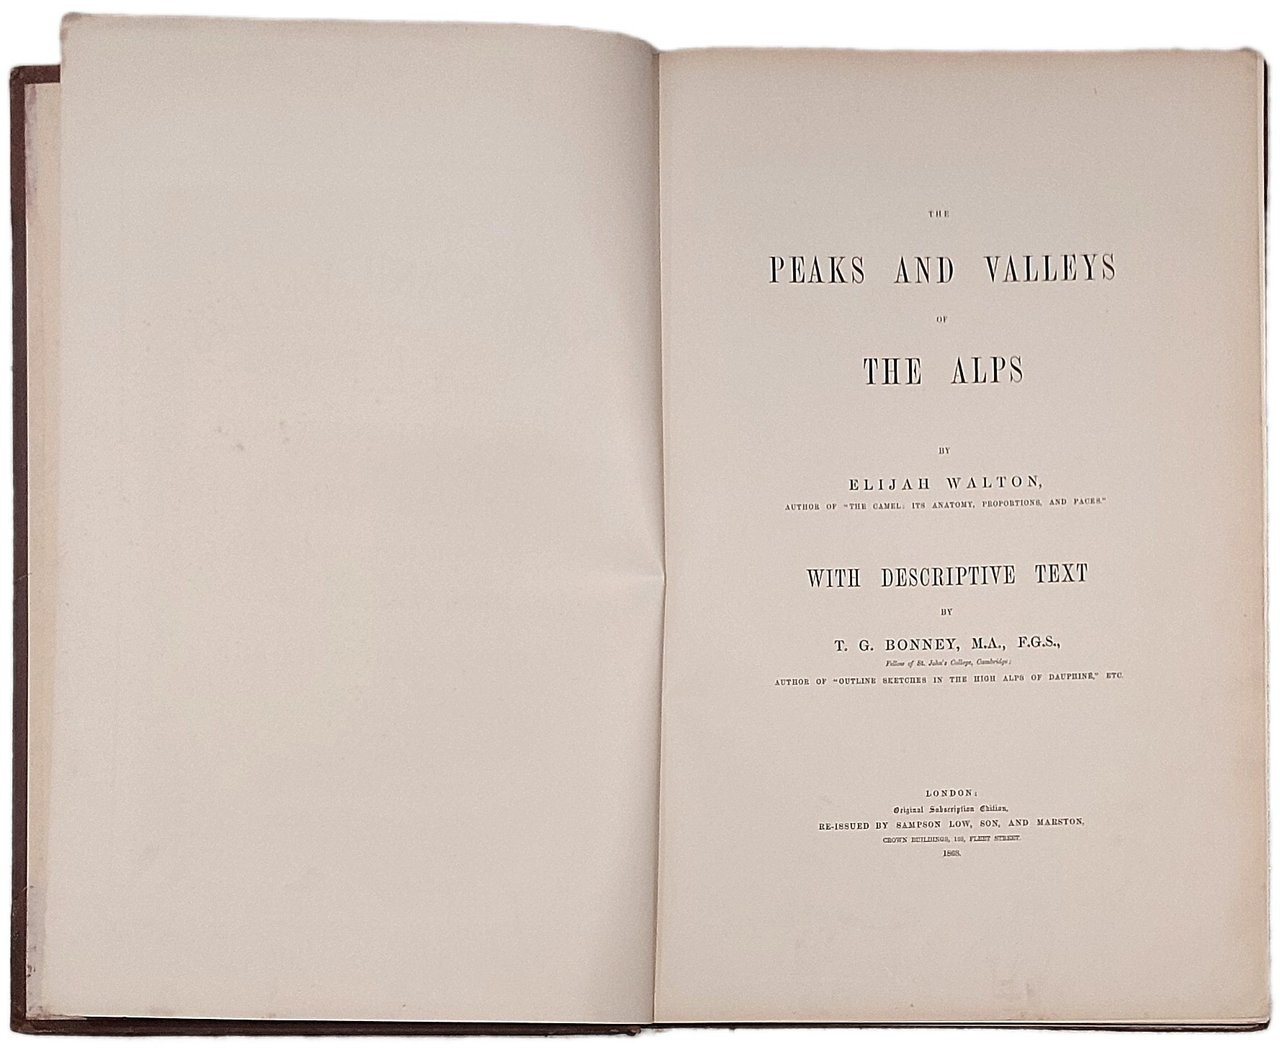 THE
PEAKS AND VALLEYS
OF
THE ALPS
BY
ELIJAH WALTON,
AUTHOR OF "THE CAMEL; ITS ANATOMY, PROPORTIONS, AND PACES."
WITH DESCRIPTIVE TEXT
BY
T. G. BONNEY, M.A., F.G.S.,
Fellow of St. John's College, Cambridge;
AUTHOR OF "OUTLINE SKETCHES IN THE HIGH ALPS OF DAUPHINÉ," ETC.
LONDON:
Original Subscription Edition,
RE-ISSUED BY SAMPSON LOW, SON, AND MARSTON,
CROWN BUILDINGS, 188, FLEET STREET.
1868.